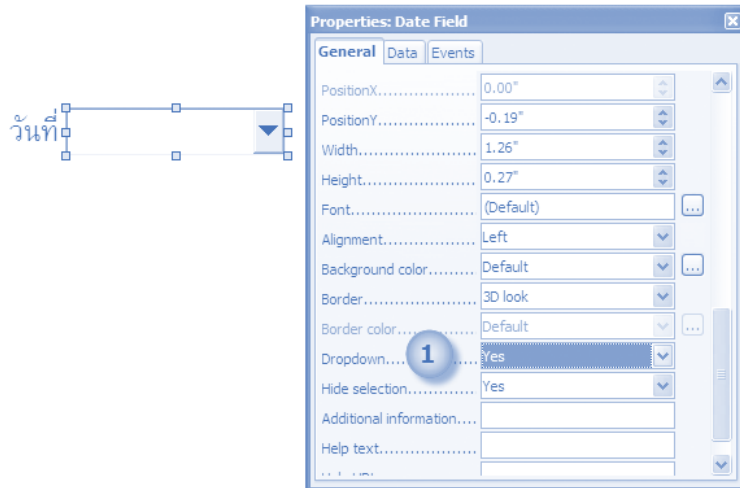 วันที่
Properties: Date Field
General Data Events
PositionX................... 0.00"
PositionY................... -0.19"
Width....................... 1.26"
Height...................... 0.27"
Font........................ (Default) ...
Alignment................. Left
Background color......... Default ...
Border..................... 3D look
Border color............... Default ...
Dropdown.... 1 .... Yes
Hide selection............. Yes
Additional information....
Help text...................